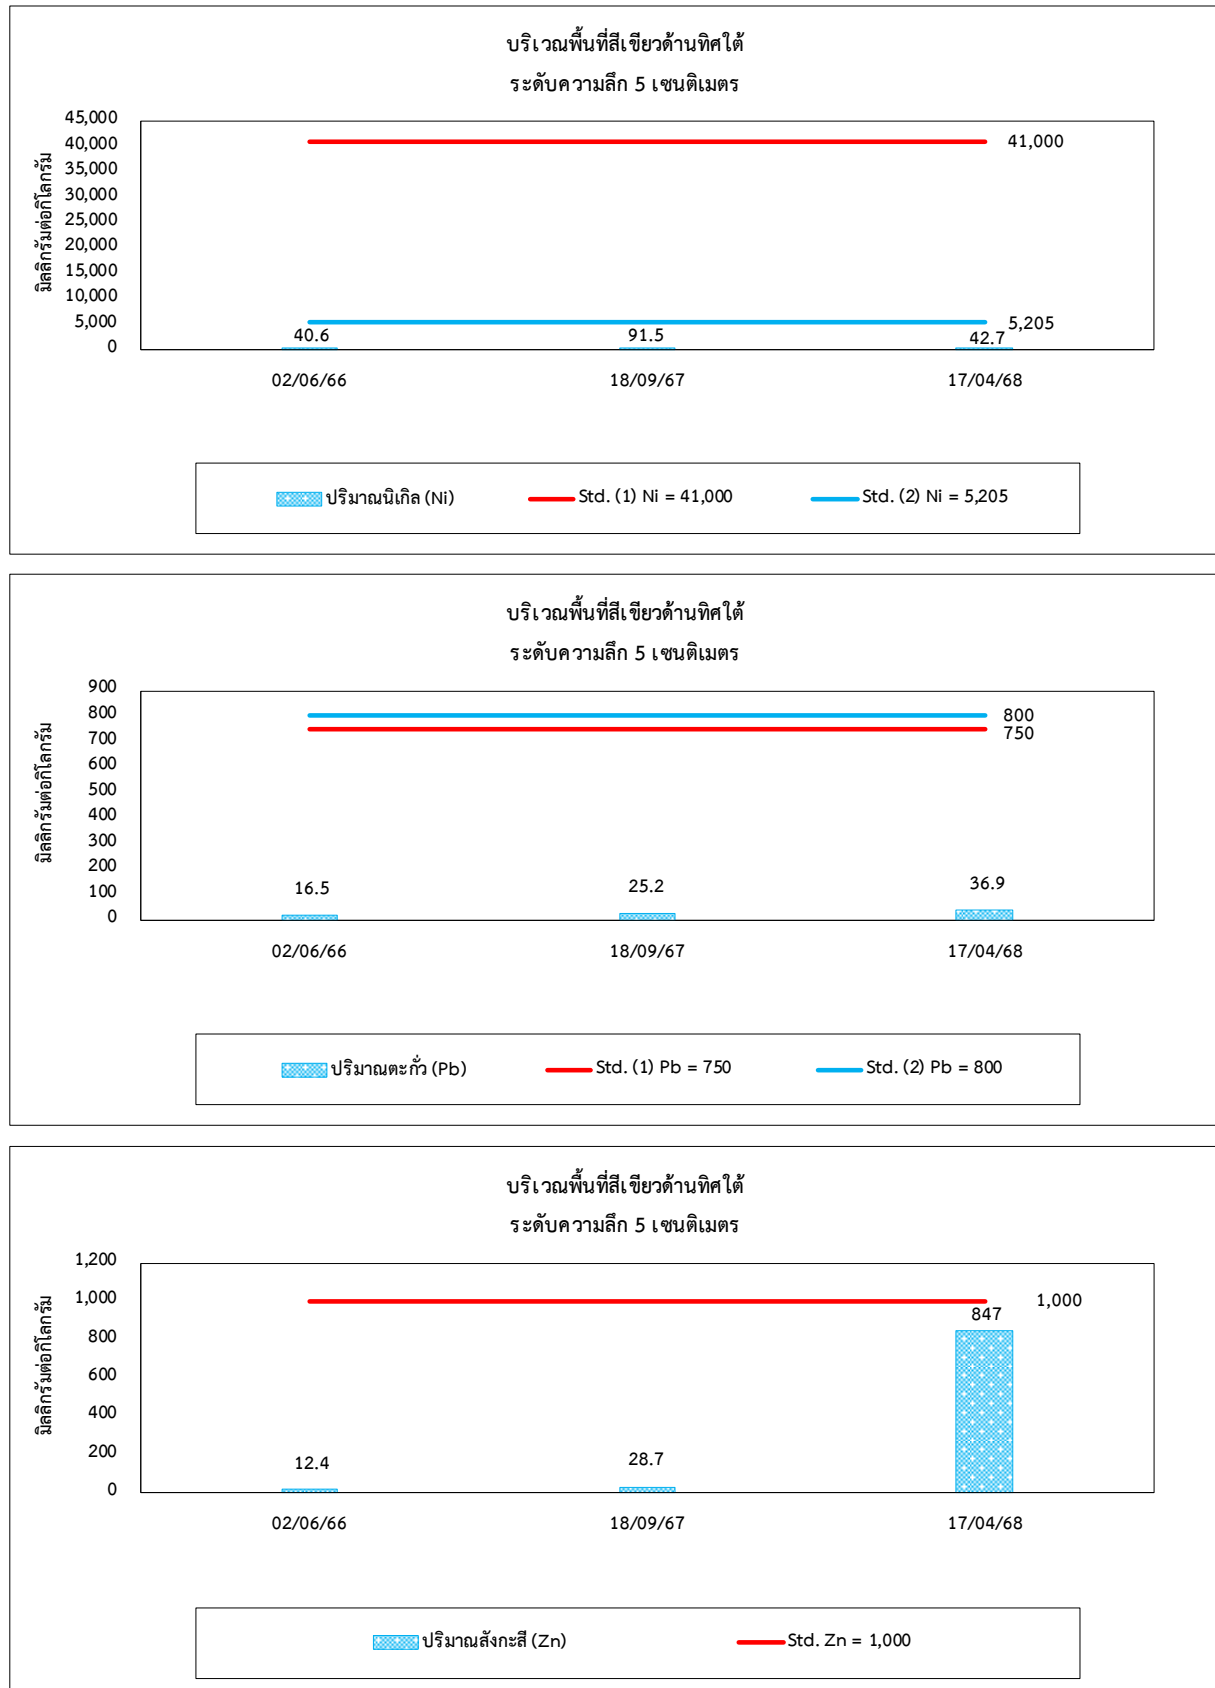 บริเวณพื้นที่สีเขียวด้านทิศใต้
ระดับความลึก 5 เซนติเมตร
มิลลิกรัมต่อกิโลกรัม
45,000
40,000
35,000
30,000
25,000
20,000
15,000
10,000
5,000
0
41,000
5,205
40.6 91.5 42.7
02/06/66 18/09/67 17/04/68
ปริมาณนิเกิล (Ni) Std. (1) Ni = 41,000 Std. (2) Ni = 5,205
บริเวณพื้นที่สีเขียวด้านทิศใต้
ระดับความลึก 5 เซนติเมตร
มิลลิกรัมต่อกิโลกรัม
900
800
700
600
500
400
300
200
100
0
800
750
16.5 25.2 36.9
02/06/66 18/09/67 17/04/68
ปริมาณตะกั่ว (Pb) Std. (1) Pb = 750 Std. (2) Pb = 800
บริเวณพื้นที่สีเขียวด้านทิศใต้
ระดับความลึก 5 เซนติเมตร
มิลลิกรัมต่อกิโลกรัม
1,200
1,000
800
600
400
200
0
1,000
12.4 28.7 847
02/06/66 18/09/67 17/04/68
ปริมาณสังกะสี (Zn) Std. Zn = 1,000